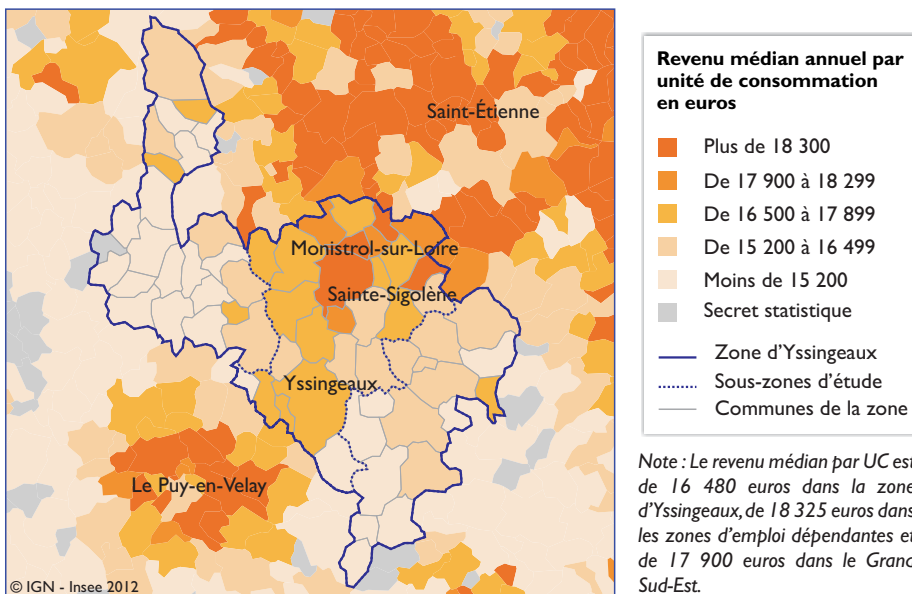 Saint-Étienne
Monistrol-sur-Loire
Sainte-Sigolène
Yssingeaux
Le Puy-en-Velay
© IGN - Insee 2012
Revenu médian annuel par
unité de consommation
en euros
Plus de 18 300
De 17 900 à 18 299
De 16 500 à 17 899
De 15 200 à 16 499
Moins de 15 200
Secret statistique
Zone d'Yssingeaux
Sous-zones d'étude
Communes de la zone
Note : Le revenu médian par UC est
de 16 480 euros dans la zone
d'Yssingeaux, de 18 325 euros dans
les zones d'emploi dépendantes et
de 17 900 euros dans le Grand
Sud-Est.